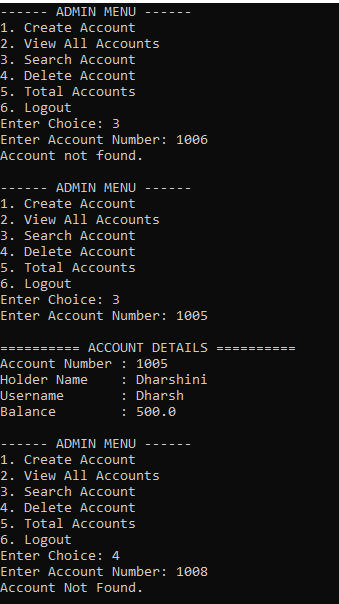 ------ ADMIN MENU ------
1. Create Account
2. View All Accounts
3. Search Account
4. Delete Account
5. Total Accounts
6. Logout
Enter Choice: 3
Enter Account Number: 1006
Account not found.

------ ADMIN MENU ------
1. Create Account
2. View All Accounts
3. Search Account
4. Delete Account
5. Total Accounts
6. Logout
Enter Choice: 3
Enter Account Number: 1005

========== ACCOUNT DETAILS ==========
Account Number : 1005
Holder Name    : Dharshini
Username       : Dharsh
Balance        : 500.0

------ ADMIN MENU ------
1. Create Account
2. View All Accounts
3. Search Account
4. Delete Account
5. Total Accounts
6. Logout
Enter Choice: 4
Enter Account Number: 1008
Account Not Found.